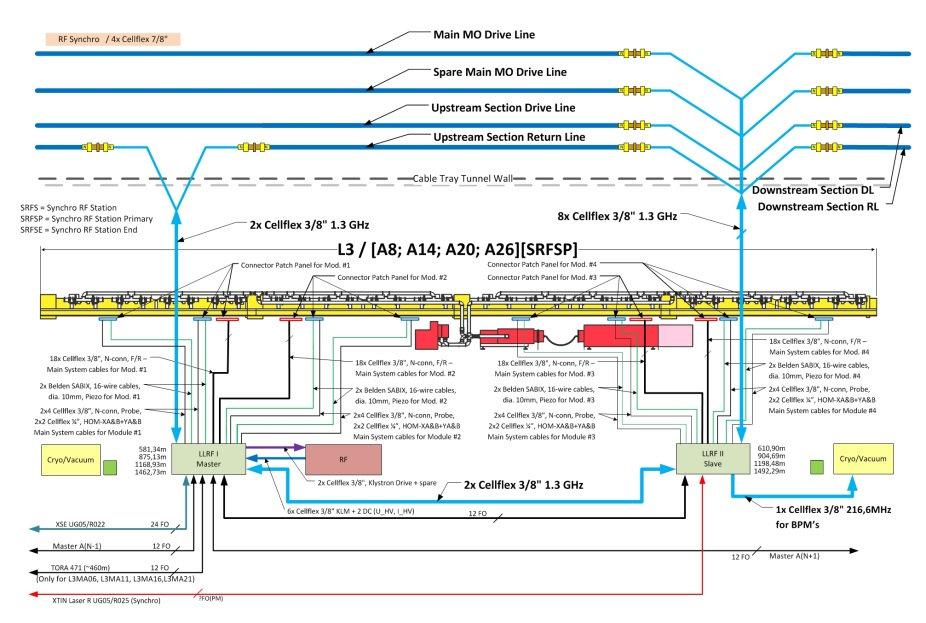 Main MO Drive Line
RF Synchro / 4x Cellflex 7/8"
Spare Main MO Drive Line
Upstream Section Drive Line
Upstream Section Return Line
Cable Tray Tunnel Wall
Downstream Section DL
Downstream Section RL
SRFS = Synchro RF Station
SRFSP = Synchro RF Station Primary
SRFSE = Synchro RF Station End
2x Cellflex 3/8" 1.3 GHz
8x Cellflex 3/8" 1.3 GHz
L3 / [A8; A14; A20; A26][SRFSP]
Connector Patch Panel for Mod. #1
Connector Patch Panel for Mod. #2
Connector Patch Panel for Mod. #4
Connector Patch Panel for Mod. #3
18x Cellflex 3/8", N-conn, F/R –
Main System cables for Mod. #1
2x Belden SABIX, 16-wire cables,
dia. 10mm, Piezo for Mod. #1
2x4 Cellflex 3/8", N-conn, Probe,
2x2 Cellflex ¼", HOM-XA&B+YA&B
Main System cables for Module #1
18x Cellflex 3/8", N-conn, F/R –
Main System cables for Mod. #2
2x Belden SABIX, 16-wire cables,
dia. 10mm, Piezo for Mod. #2
2x4 Cellflex 3/8", N-conn, Probe,
2x2 Cellflex ¼", HOM-XA&B+YA&B
Main System cables for Module #2
18x Cellflex 3/8", N-conn, F/R –
Main System cables for Mod. #3
2x Belden SABIX, 16-wire cables,
dia. 10mm, Piezo for Mod. #3
2x4 Cellflex 3/8", N-conn, Probe,
2x2 Cellflex ¼", HOM-XA&B+YA&B
Main System cables for Module #3
18x Cellflex 3/8", N-conn, F/R –
Main System cables for Mod. #4
2x Belden SABIX, 16-wire cables,
dia. 10mm, Piezo for Mod. #4
2x4 Cellflex 3/8", N-conn, Probe,
2x2 Cellflex ¼", HOM-XA&B+YA&B
Main System cables for Module #4
Cryo/Vacuum
581,34m
875,13m
1168,93m
1462,73m
LLRF I
Master
RF
LLRF II
Slave
610,90m
904,69m
1198,48m
1492,29m
Cryo/Vacuum
2x Cellflex 3/8", Klystron Drive + spare
2x Cellflex 3/8" 1.3 GHz
6x Cellflex 3/8" KLM + 2 DC (U_HV, I_HV)
12 FO
1x Cellflex 3/8" 216,6MHz
for BPM's
XSE UG05/R022
24 FO
Master A(N-1)
12 FO
12 FO
Master A(N+1)
TORA 471 (~460m)
12 FO
(Only for L3MA06, L3MA11, L3MA16,L3MA21)
XTIN Laser R UG05/R025 (Synchro)
?FO(PM)